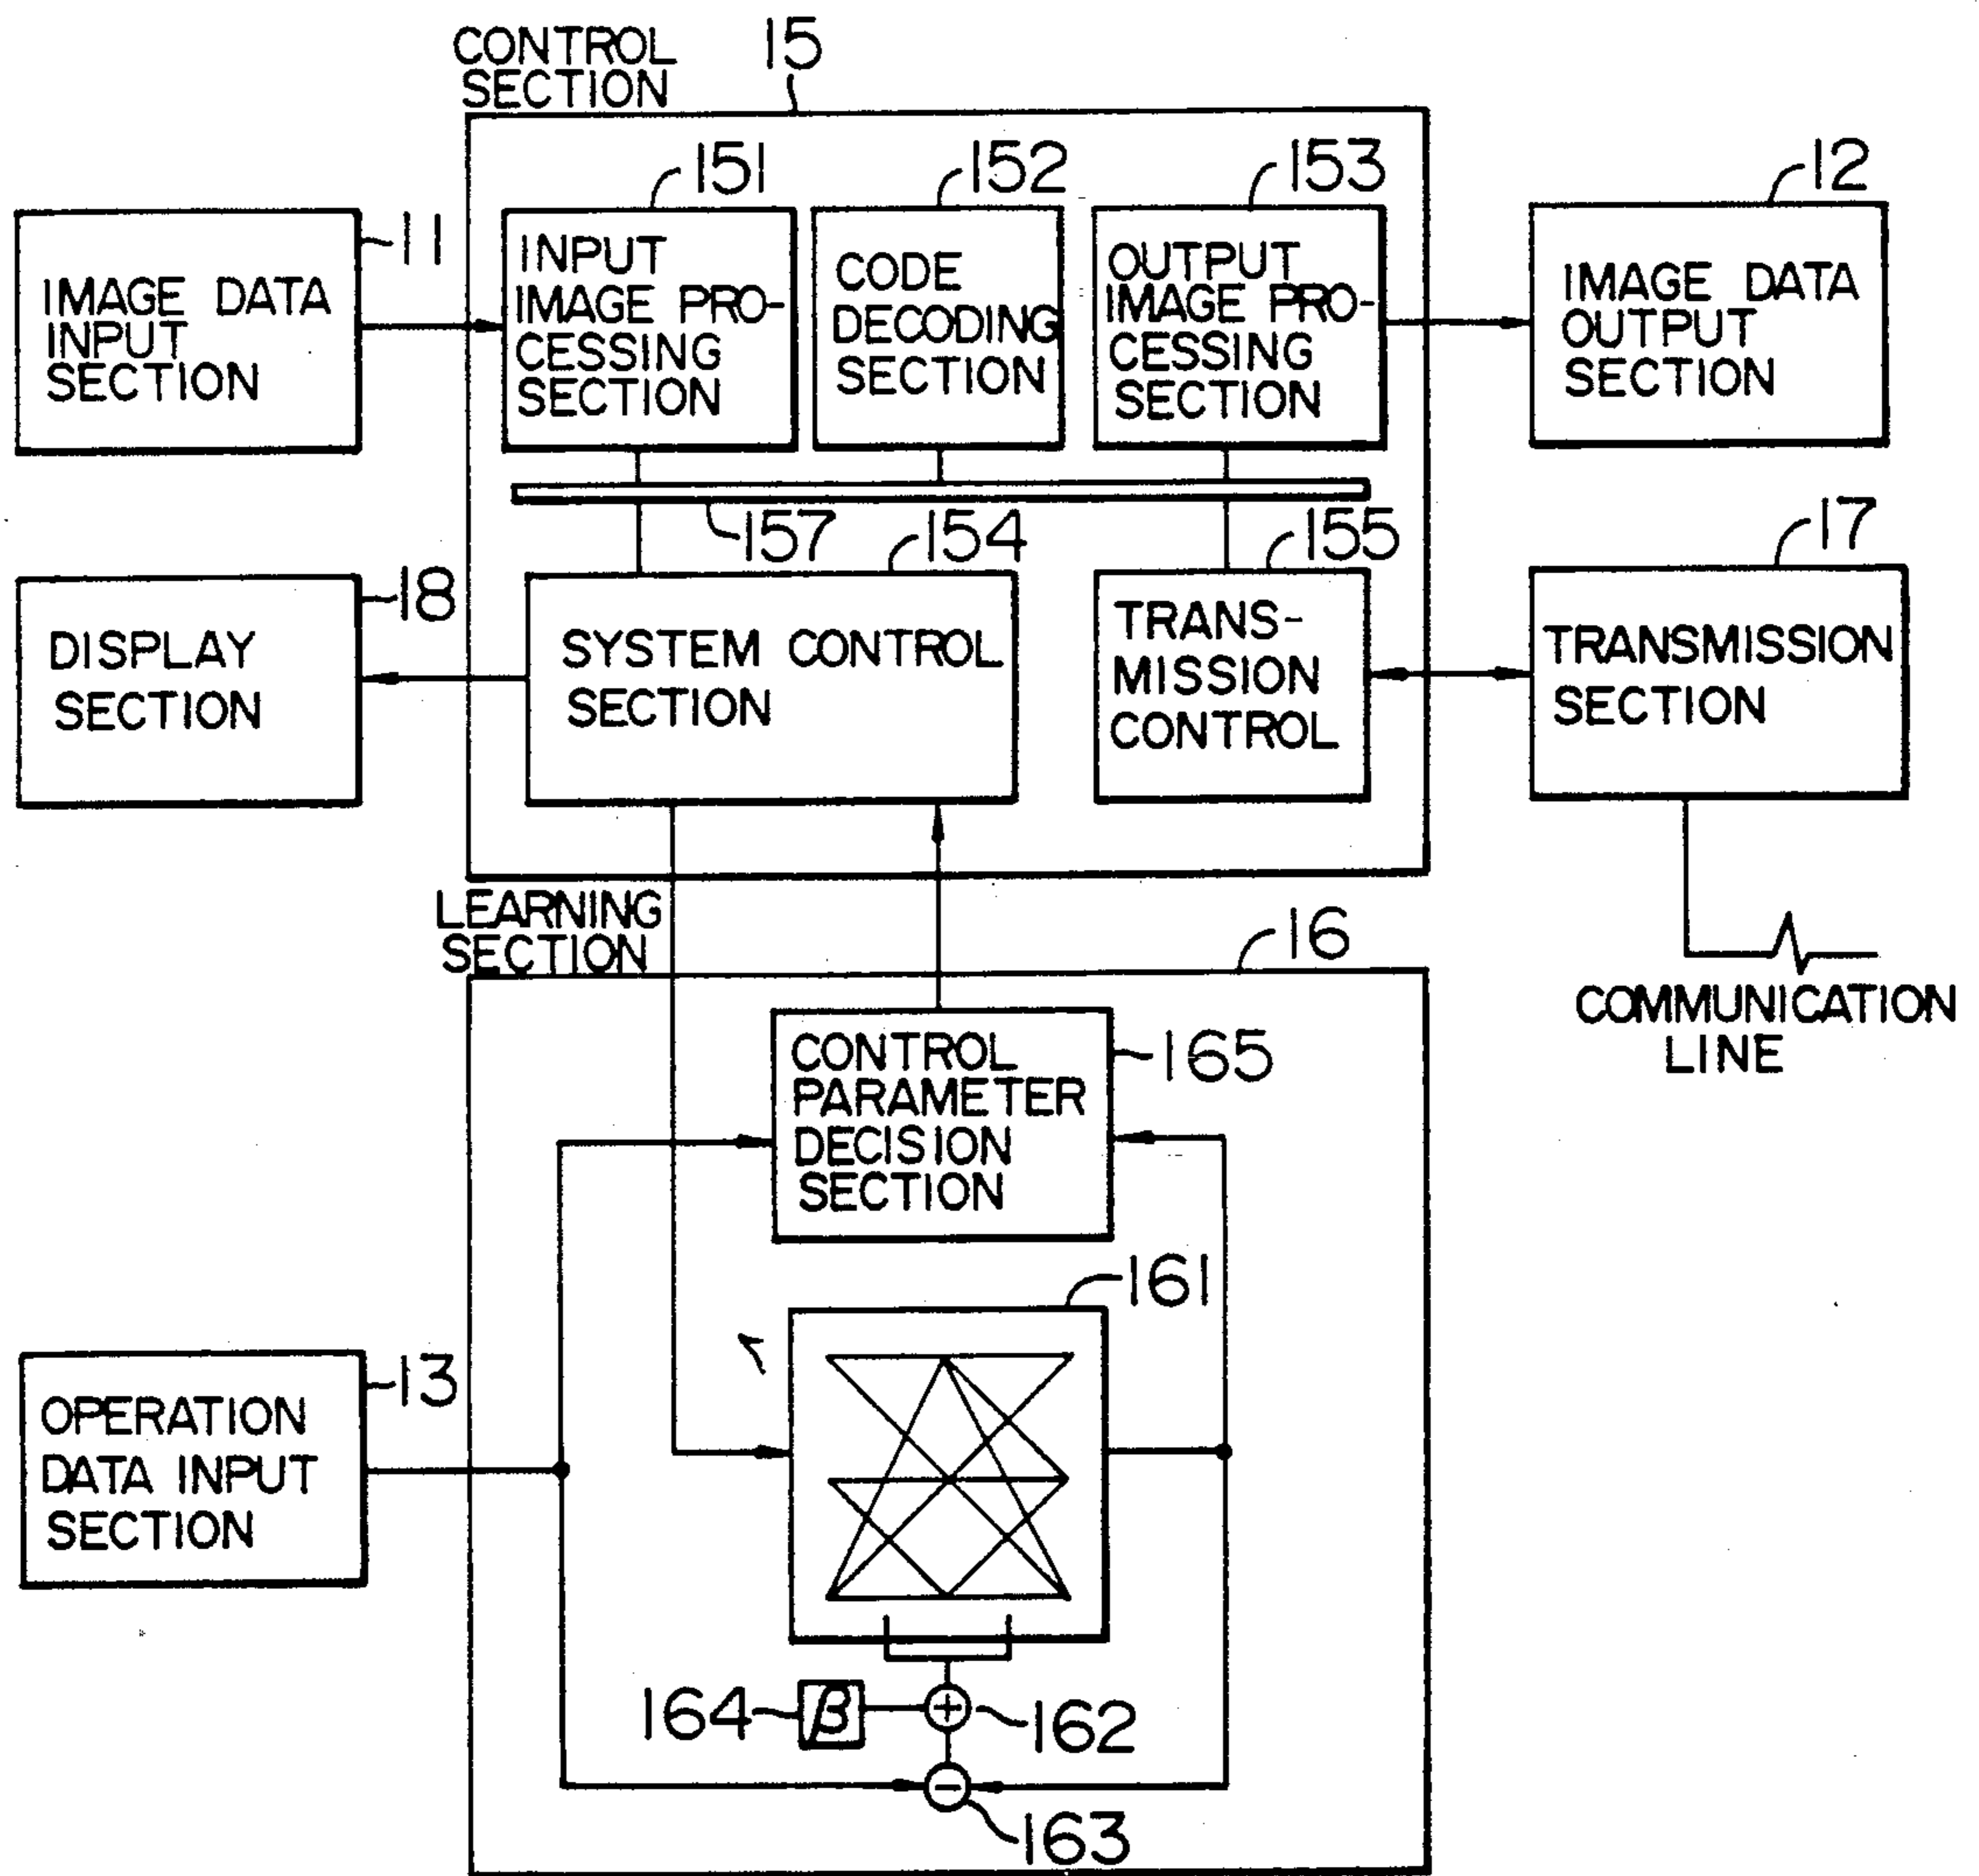 CONTROL
SECTION
15
151
152
153
12
11
IMAGE DATA
INPUT
SECTION
INPUT
IMAGE PRO-
CESSING
SECTION
CODE
DECODING
SECTION
OUTPUT
IMAGE PRO-
CESSING
SECTION
IMAGE DATA
OUTPUT
SECTION
157
154
155
17
18
DISPLAY
SECTION
SYSTEM CONTROL
SECTION
TRANS-
MISSION
CONTROL
TRANSMISSION
SECTION
LEARNING
SECTION
16
COMMUNICATION
LINE
CONTROL
PARAMETER
DECISION
SECTION
165
161
13
OPERATION
DATA INPUT
SECTION
164
β
+
162
−
163